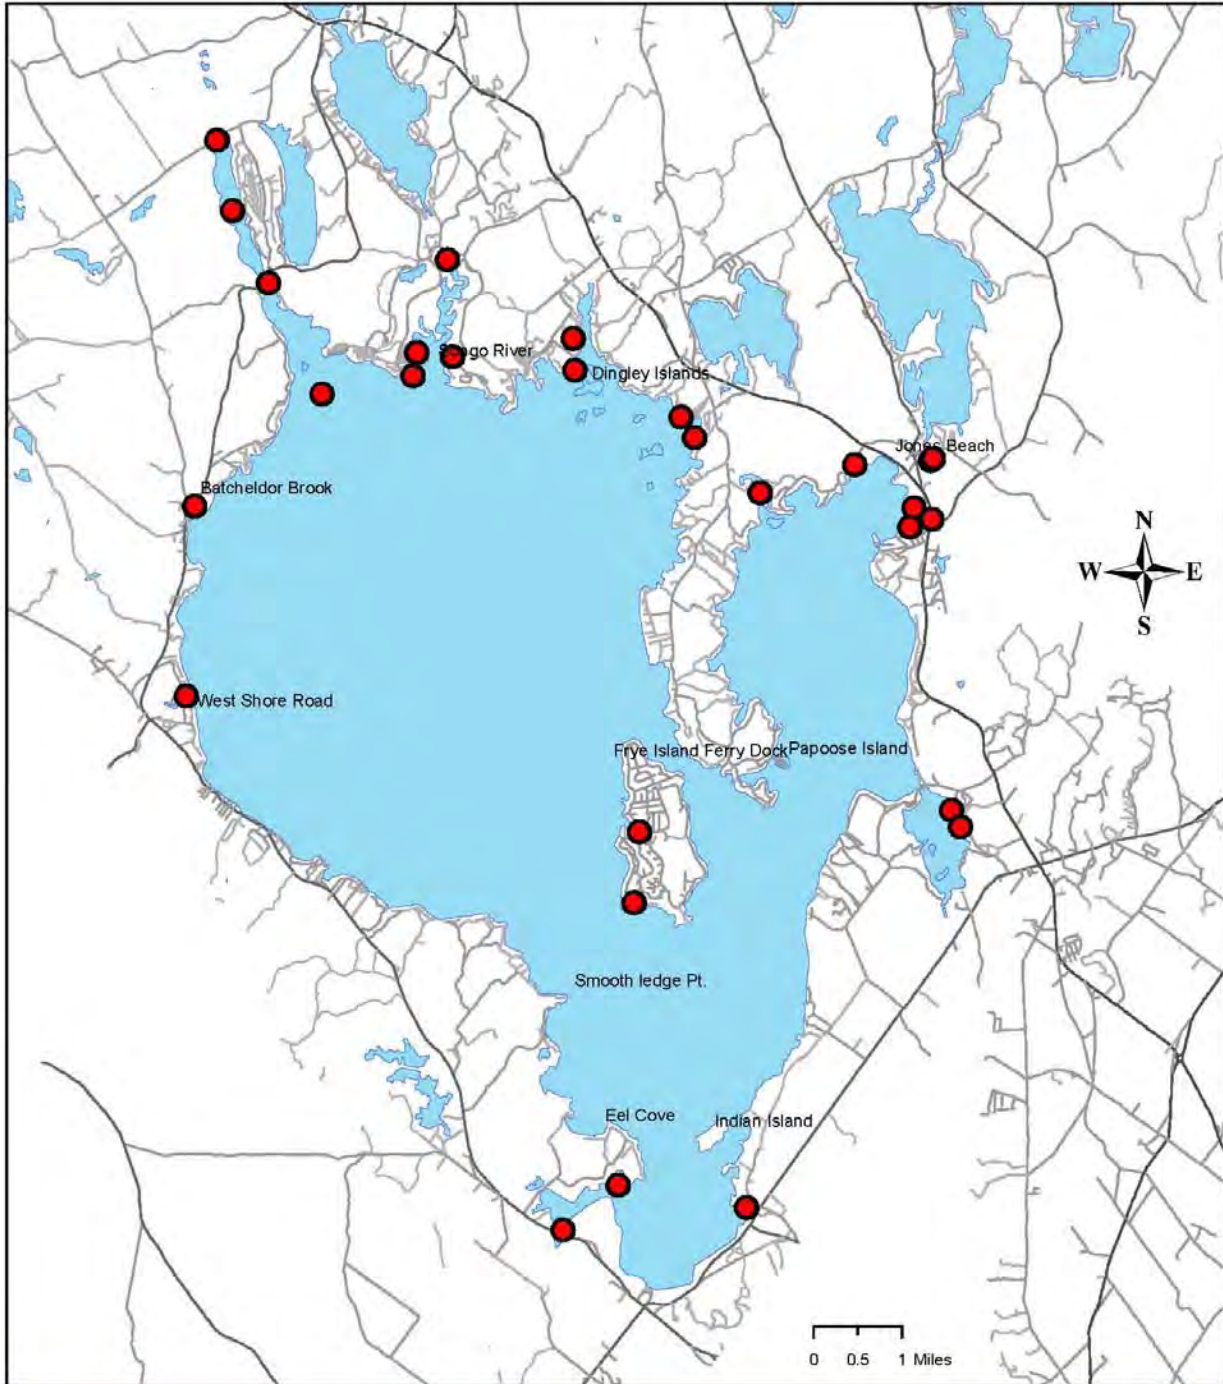 Songo River
Dingley Islands
Jones Beach
Batcheldor Brook
N
W E
S
West Shore Road
Frye Island Ferry Dock
Papoose Island
Smooth ledge Pt.
Eel Cove
Indian Island
0 0.5 1 Miles